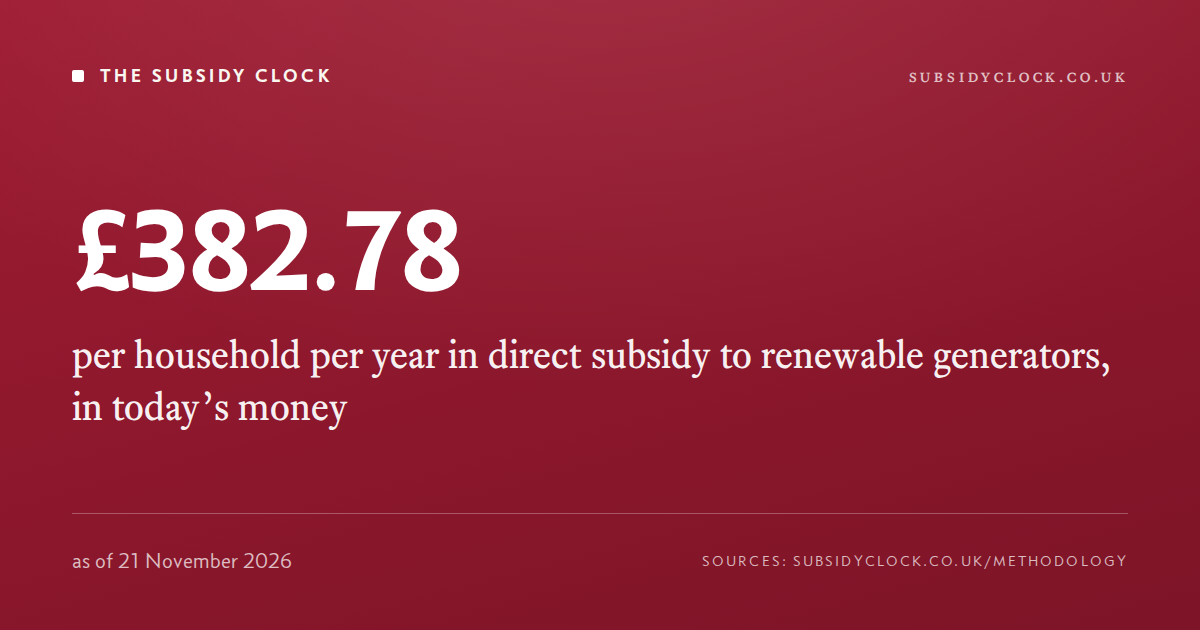 THE SUBSIDY CLOCK
SUBSIDYCLOCK.CO.UK
£382.78
per household per year in direct subsidy to renewable generators,
in today’s money
as of 21 November 2026
SOURCES: SUBSIDYCLOCK.CO.UK/METHODOLOGY